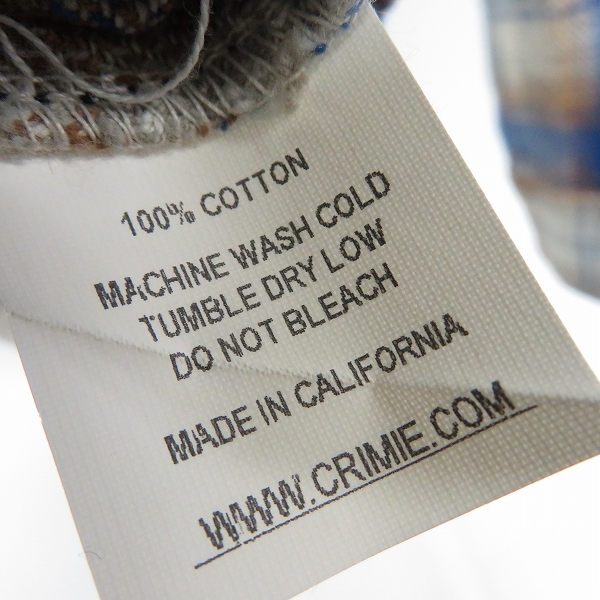 100% COTTON
MACHINE WASH COLD
TUMBLE DRY LOW
DO NOT BLEACH
MADE IN CALIFORNIA
WWW.CRIMIE.COM